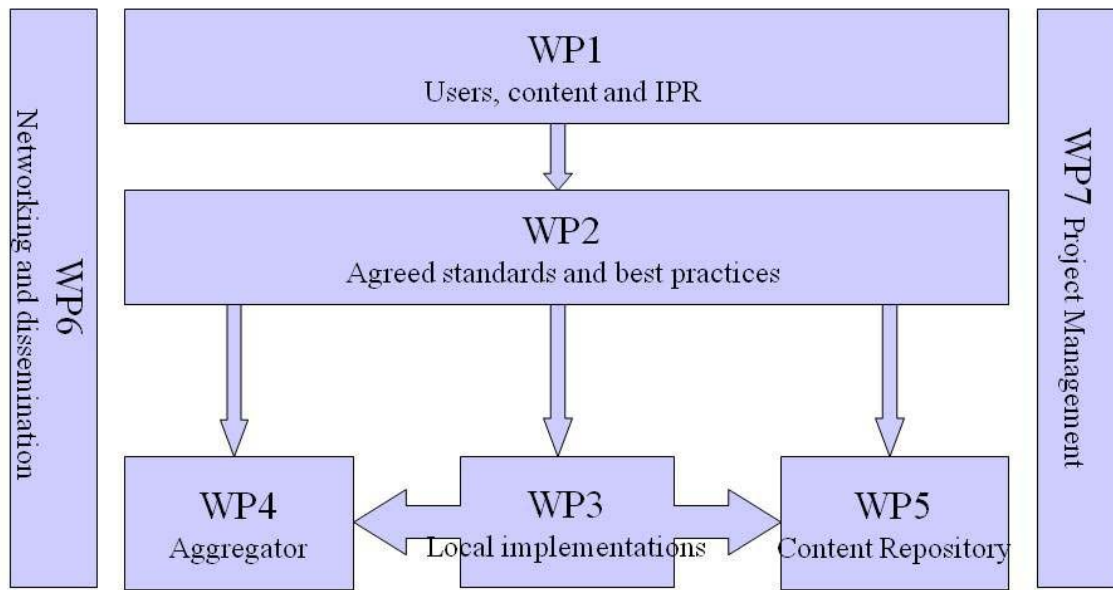 WP1
Users, content and IPR
WP2
Agreed standards and best practices
WP4
Aggregator
WP3
Local implementations
WP5
Content Repository
WP6
Networking and dissemination
WP7 Project Management